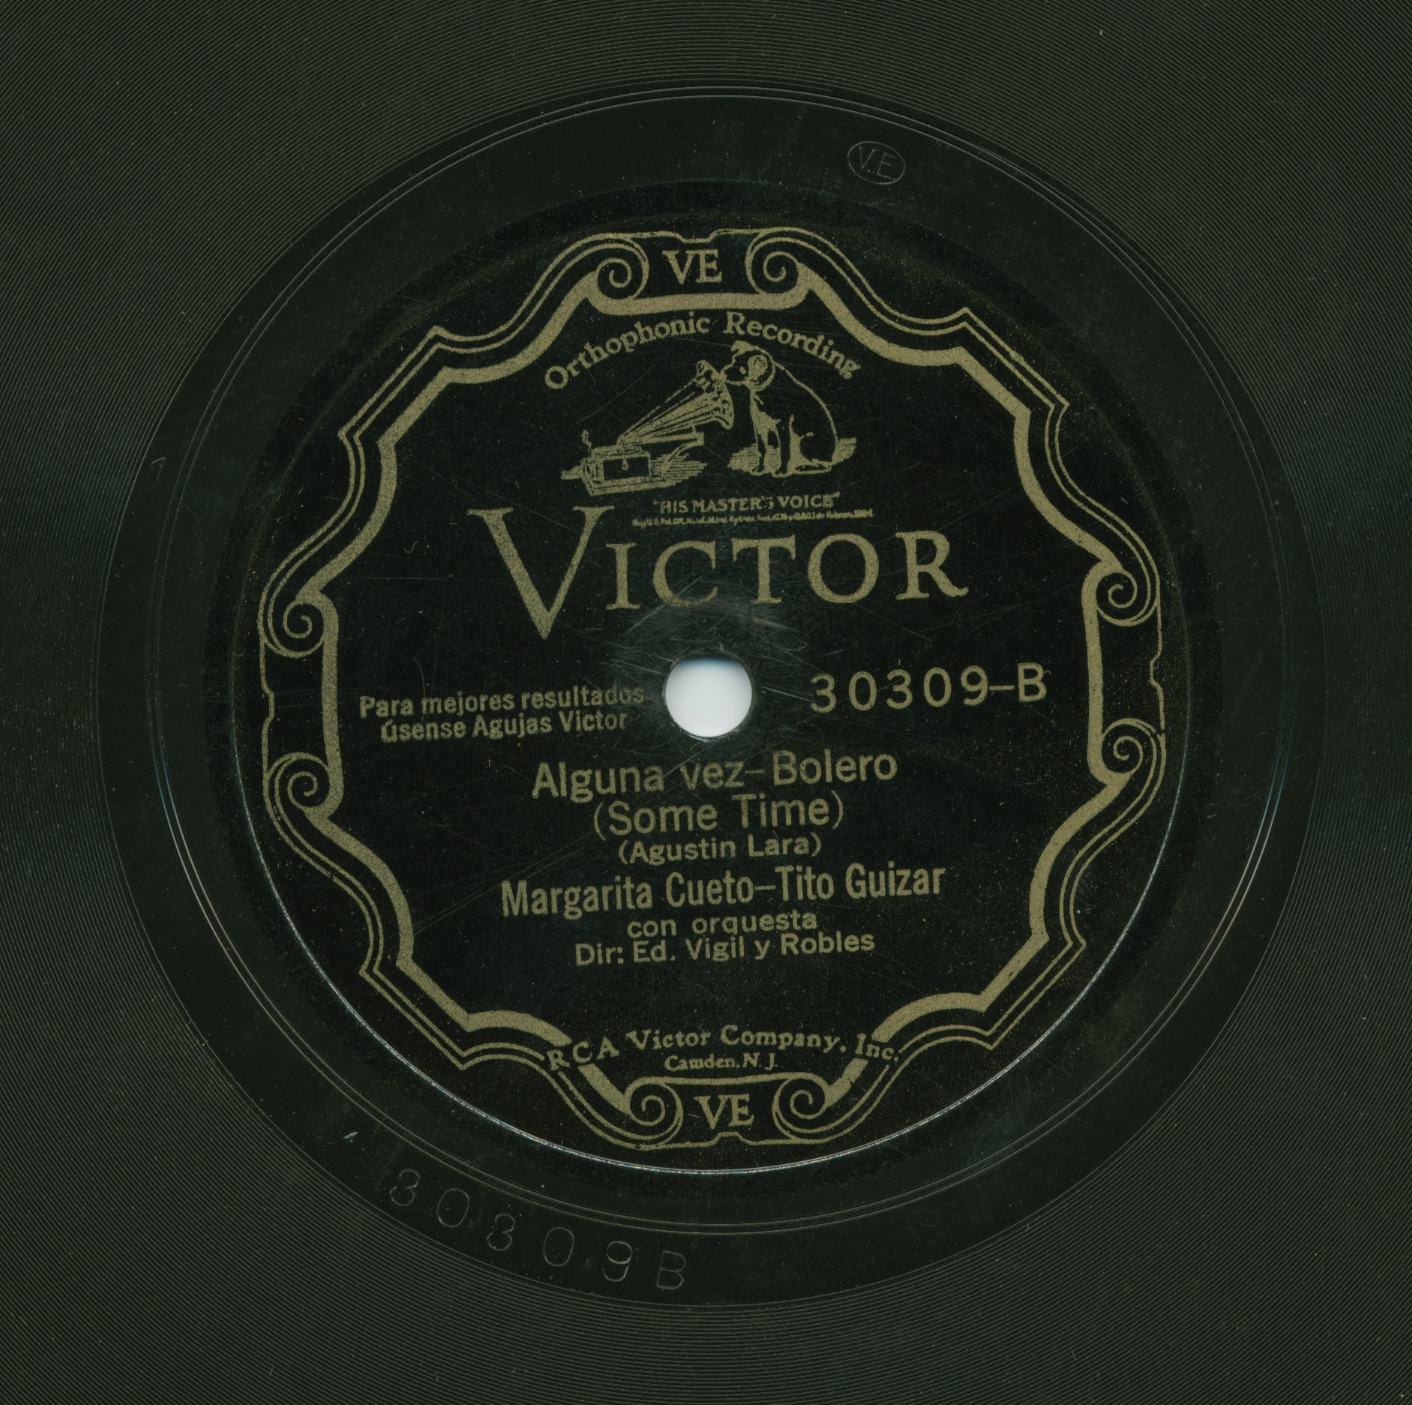 V.E
VE
Orthophonic Recording
"HIS MASTER'S VOICE"
VICTOR
30309-B
Para mejores resultados
úsense Agujas Victor
Alguna vez-Bolero
(Some Time)
(Agustin Lara)
Margarita Cueto-Tito Guizar
con orquesta
Dir: Ed. Vigil y Robles
RCA Victor Company, Inc.
Camden, N. J.
VE
30309B